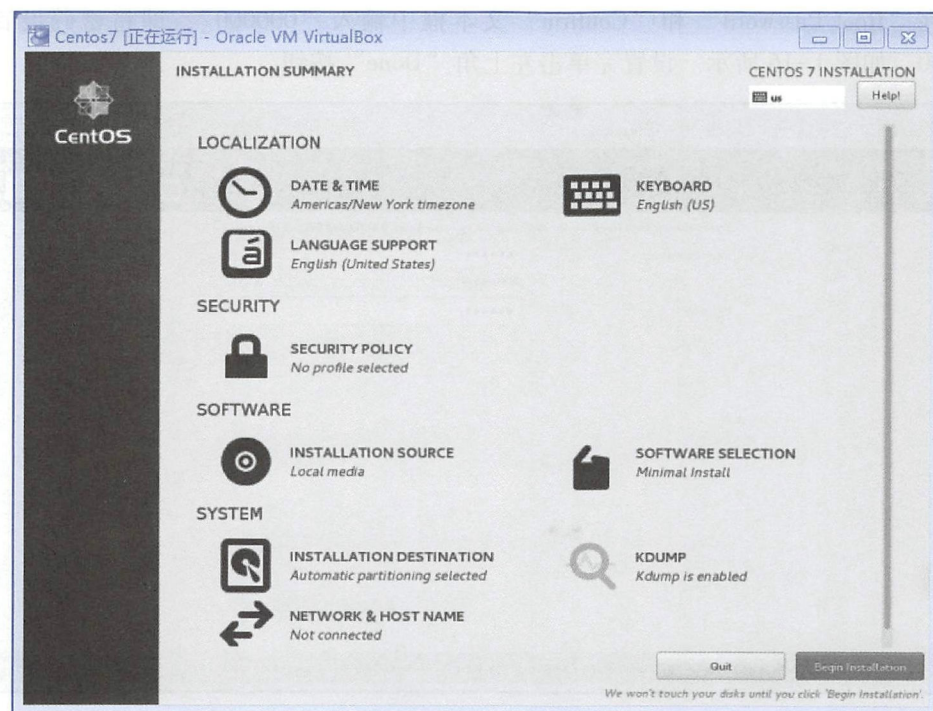 Centos7 [正在运行] - Oracle VM VirtualBox
INSTALLATION SUMMARY
CENTOS 7 INSTALLATION
us
Help!
CentOS
LOCALIZATION
DATE & TIME
Americas/New York timezone
KEYBOARD
English (US)
LANGUAGE SUPPORT
English (United States)
SECURITY
SECURITY POLICY
No profile selected
SOFTWARE
INSTALLATION SOURCE
Local media
SOFTWARE SELECTION
Minimal Install
SYSTEM
INSTALLATION DESTINATION
Automatic partitioning selected
KDUMP
Kdump is enabled
NETWORK & HOST NAME
Not connected
Quit
Begin Installation
We won't touch your disks until you click 'Begin Installation'.